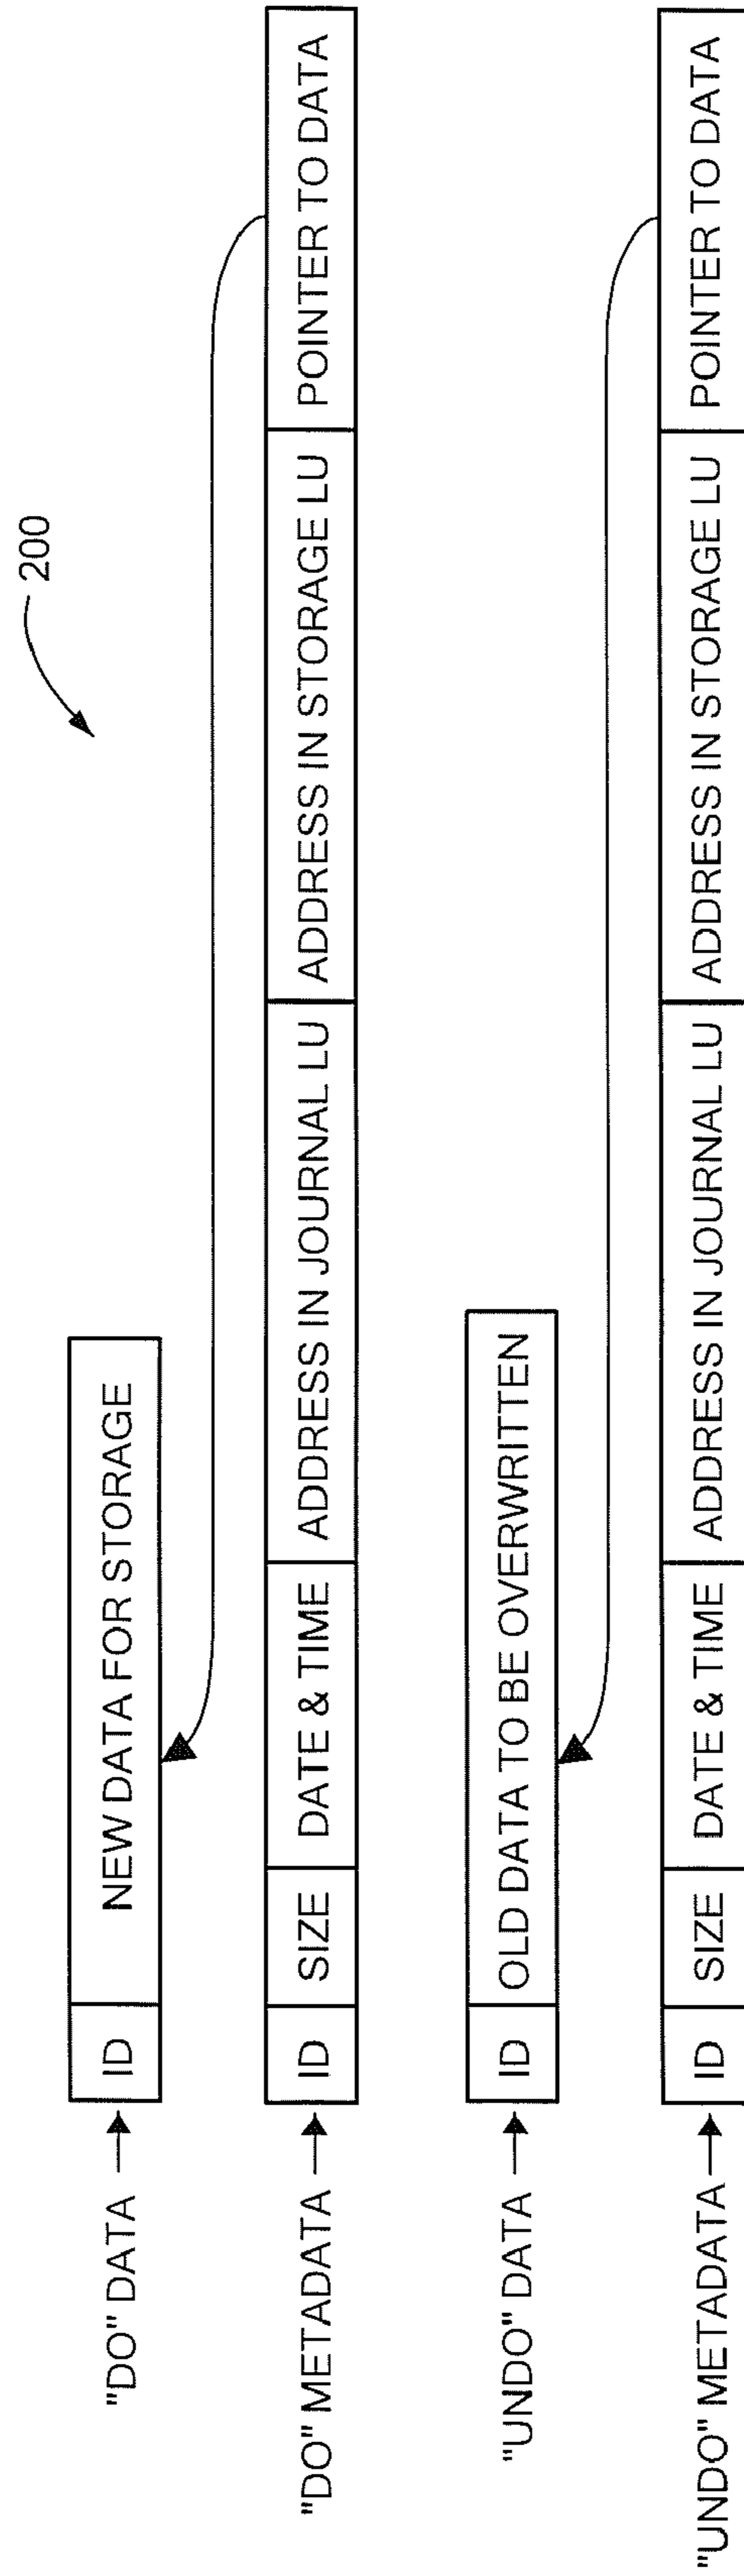 200
"DO" DATA ID NEW DATA FOR STORAGE
"DO" METADATA ID SIZE DATE & TIME ADDRESS IN JOURNAL LU ADDRESS IN STORAGE LU POINTER TO DATA
"UNDO" DATA ID OLD DATA TO BE OVERWRITTEN
"UNDO" METADATA ID SIZE DATE & TIME ADDRESS IN JOURNAL LU ADDRESS IN STORAGE LU POINTER TO DATA